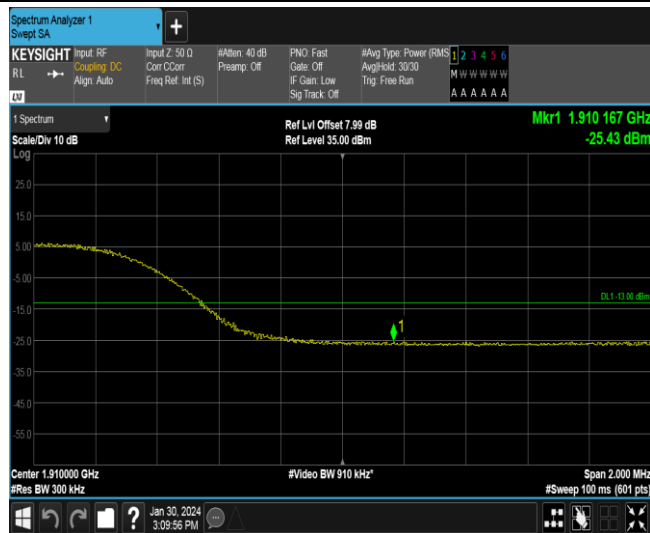 Spectrum Analyzer 1
Swept SA
+
KEYSIGHT
RL
Input: RF
Coupling: DC
Align: Auto
Input Z: 50 Ω
Corr CCorr
Freq Ref: Int (S)
#Atten: 40 dB
Preamp: Off
PNO: Fast
Gate: Off
IF Gain: Low
Sig Track: Off
#Avg Type: Power (RMS
Avg|Hold: 30/30
Trig: Free Run
1 2 3 4 5 6
M W W W W W
A A A A A A
1 Spectrum
Scale/Div 10 dB
Log
Ref Lvl Offset 7.99 dB
Ref Level 35.00 dBm
Mkr1 1.910 167 GHz
-25.43 dBm
25.0
15.0
5.00
-5.00
-15.0
-25.0
-35.0
-45.0
-55.0
DL1 -13.00 dBm
1
Center 1.910000 GHz
#Res BW 300 kHz
#Video BW 910 kHz*
Span 2.000 MHz
#Sweep 100 ms (601 pts)
?
Jan 30, 2024
3:09:56 PM